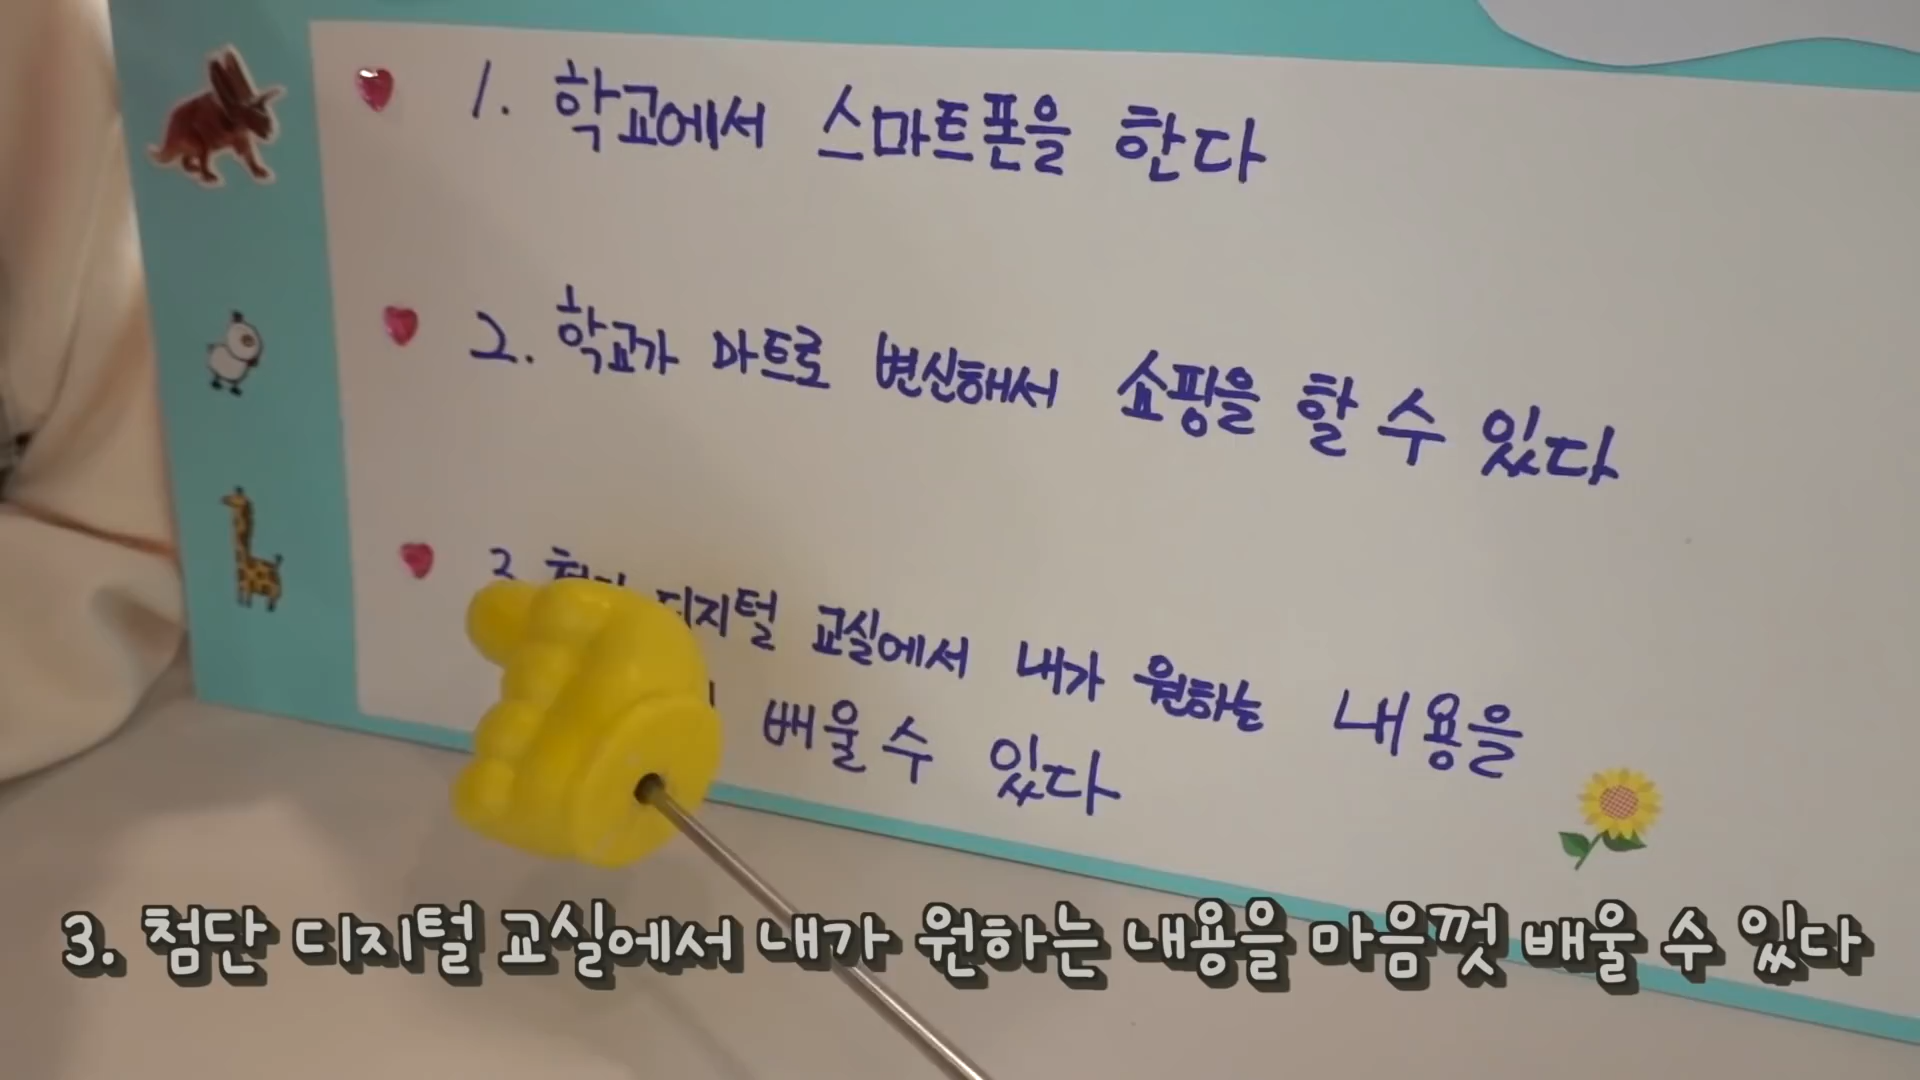 1. 학교에서 스마트폰을 한다
2. 학교가 마트로 변신해서 쇼핑을 할 수 있다
3. 디지털 교실에서 내가 원하는 내용을
배울 수 있다
3. 첨단 디지털 교실에서 내가 원하는 내용을 마음껏 배울 수 있다